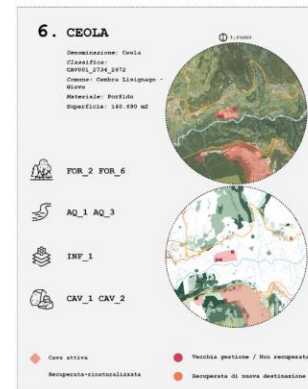 6. CEOLA
1:25000
Denominazione: Ceola
Classifica:
CAV001_2734_2672
Comune: Cembra Lisignago -
Giovo
Materiale: Porfido
Superficie: 140.690 m2
FOR_2 FOR_6
AQ_1 AQ_3
INF_1
CAV_1 CAV_2
Cava attiva
Vecchia gestione / Non recuperata
Recuperata-rinaturalizzata
Recuperata di nuova destinazione